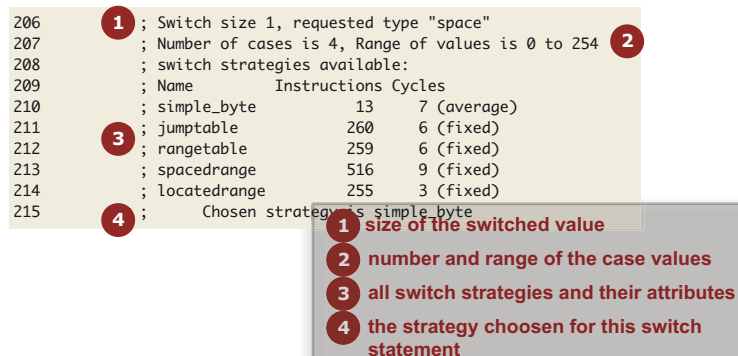 206 1 ; Switch size 1, requested type "space"
207 ; Number of cases is 4, Range of values is 0 to 254 2
208 ; switch strategies available:
209 ; Name Instructions Cycles
210 ; simple_byte 13 7 (average)
211 ; jumptable 260 6 (fixed)
3
212 ; rangetable 259 6 (fixed)
213 ; spacedrange 516 9 (fixed)
214 ; locatedrange 255 3 (fixed)
215 4 ; Chosen strategy is simple_byte
1 size of the switched value
2 number and range of the case values
3 all switch strategies and their attributes
4 the strategy choosen for this switch
statement